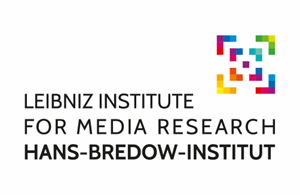 LEIBNIZ INSTITUTE
FOR MEDIA RESEARCH
HANS-BREDOW-INSTITUT